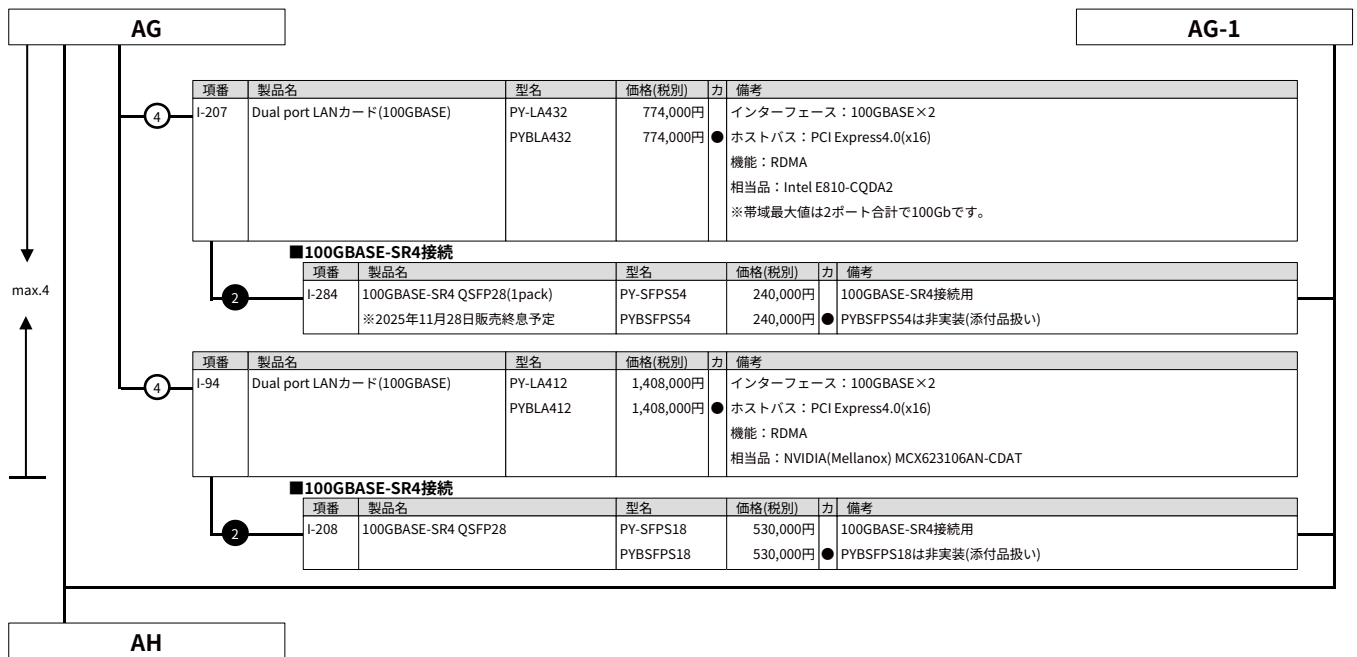 AG
AG-1
項番 製品名 型名 価格(税別) カ 備考
④ I-207 Dual port LANカード(100GBASE) PY-LA432 774,000円 インターフェース：100GBASE×2
PYBLA432 774,000円 ● ホストバス：PCI Express4.0(x16)
機能：RDMA
相当品：Intel E810-CQDA2
※帯域最大値は2ポート合計で100Gbです。
■100GBASE-SR4接続
項番 製品名 型名 価格(税別) カ 備考
❷ I-284 100GBASE-SR4 QSFP28(1pack) PY-SFPS54 240,000円 100GBASE-SR4接続用
※2025年11月28日販売終息予定 PYBSFPS54 240,000円 ● PYBSFPS54は非実装(添付品扱い)
max.4
項番 製品名 型名 価格(税別) カ 備考
④ I-94 Dual port LANカード(100GBASE) PY-LA412 1,408,000円 インターフェース：100GBASE×2
PYBLA412 1,408,000円 ● ホストバス：PCI Express4.0(x16)
機能：RDMA
相当品：NVIDIA(Mellanox) MCX623106AN-CDAT
■100GBASE-SR4接続
項番 製品名 型名 価格(税別) カ 備考
❷ I-208 100GBASE-SR4 QSFP28 PY-SFPS18 530,000円 100GBASE-SR4接続用
PYBSFPS18 530,000円 ● PYBSFPS18は非実装(添付品扱い)
AH